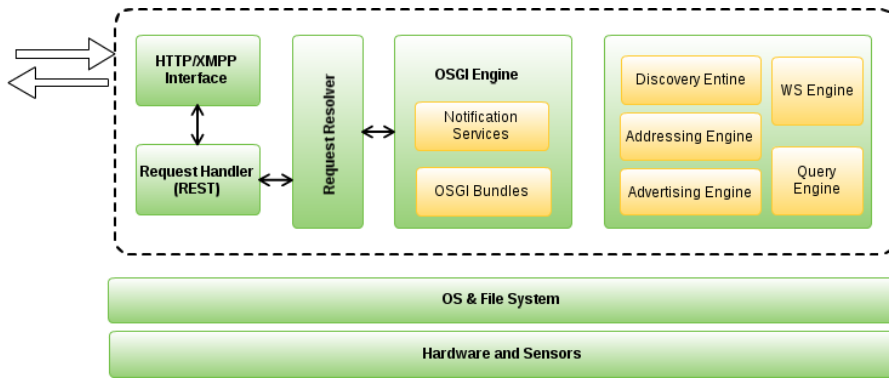 HTTP/XMPP
Interface
Request Handler
(REST)
Request Resolver
OSGI Engine
Notification
Services
OSGI Bundles
Discovery Entine
Addressing Engine
Advertising Engine
WS Engine
Query
Engine
OS & File System
Hardware and Sensors